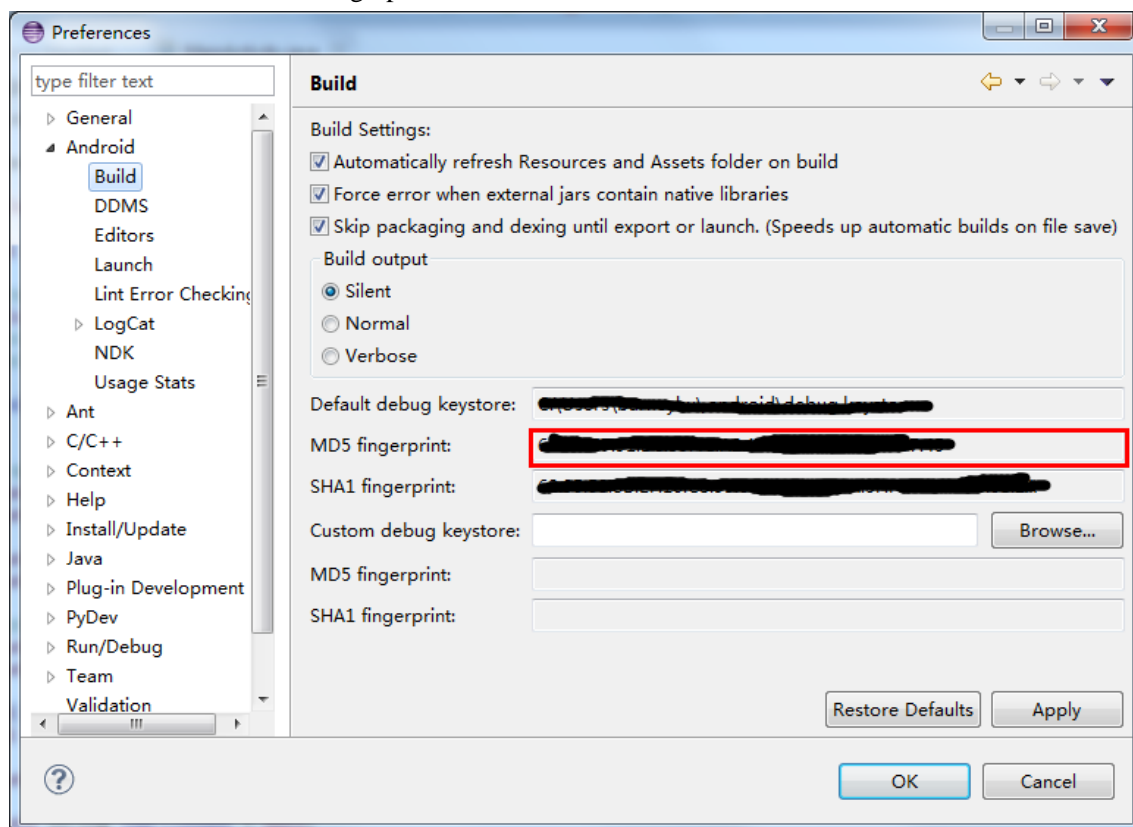 Preferences
type filter text
General
Android
Build
DDMS
Editors
Launch
Lint Error Checking
LogCat
NDK
Usage Stats
Ant
C/C++
Context
Help
Install/Update
Java
Plug-in Development
PyDev
Run/Debug
Team
Validation
Build
Build Settings:
Automatically refresh Resources and Assets folder on build
Force error when external jars contain native libraries
Skip packaging and dexing until export or launch. (Speeds up automatic builds on file save)
Build output
Silent
Normal
Verbose
Default debug keystore:
MD5 fingerprint:
SHA1 fingerprint:
Custom debug keystore:
Browse...
MD5 fingerprint:
SHA1 fingerprint:
Restore Defaults
Apply
OK
Cancel